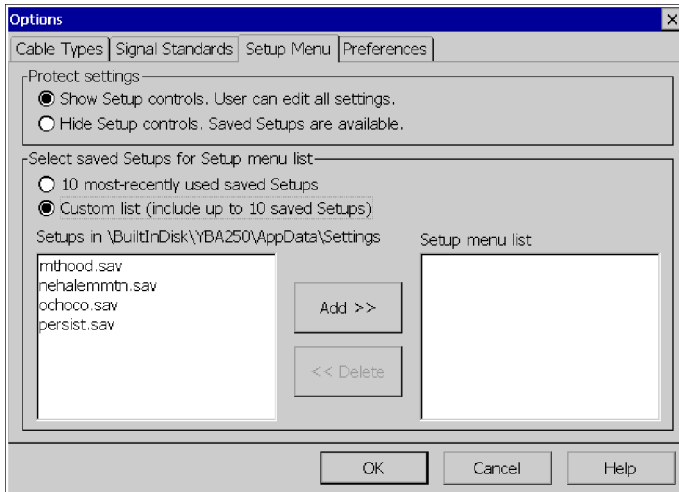 Options
Cable Types Signal Standards Setup Menu Preferences
Protect settings
Show Setup controls. User can edit all settings.
Hide Setup controls. Saved Setups are available.
Select saved Setups for Setup menu list
10 most-recently used saved Setups
Custom list (include up to 10 saved Setups)
Setups in \BuiltInDisk\YBA250\AppData\Settings
Setup menu list
mthood.sav
nehalemmtn.sav
ochoco.sav
persist.sav
Add >>
<< Delete
OK Cancel Help